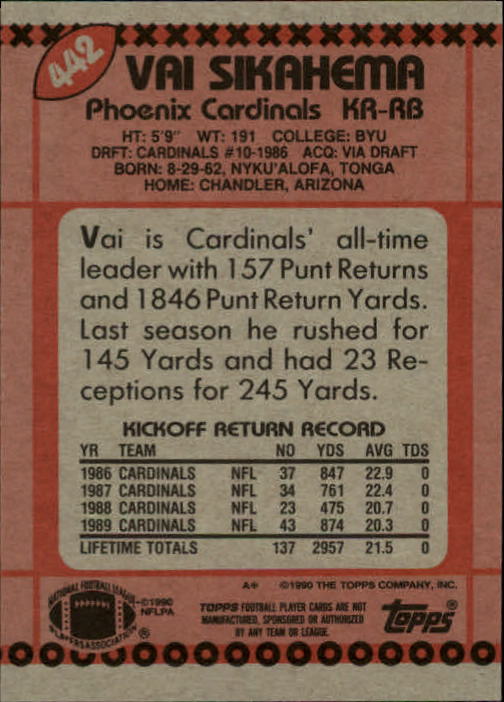 442
VAI SIKAHEMA
Phoenix Cardinals KR-RB
HT: 5'9" WT: 191 COLLEGE: BYU
DRFT: CARDINALS #10-1986 ACQ: VIA DRAFT
BORN: 8-29-62, NYKU'ALOFA, TONGA
HOME: CHANDLER, ARIZONA
Vai is Cardinals' all-time
leader with 157 Punt Returns
and 1846 Punt Return Yards.
Last season he rushed for
145 Yards and had 23 Re-
ceptions for 245 Yards.
KICKOFF RETURN RECORD
YR TEAM NO YDS AVG TDS
1986 CARDINALS NFL 37 847 22.9 0
1987 CARDINALS NFL 34 761 22.4 0
1988 CARDINALS NFL 23 475 20.7 0
1989 CARDINALS NFL 43 874 20.3 0
LIFETIME TOTALS 137 2957 21.5 0
A* ©1990 THE TOPPS COMPANY, INC.
NATIONAL FOOTBALL LEAGUE
PLAYERS ASSOCIATION
®
©1990
NFLPA
TOPPS FOOTBALL PLAYER CARDS ARE NOT
MANUFACTURED, SPONSORED OR AUTHORIZED
BY ANY TEAM OR LEAGUE.
topps®